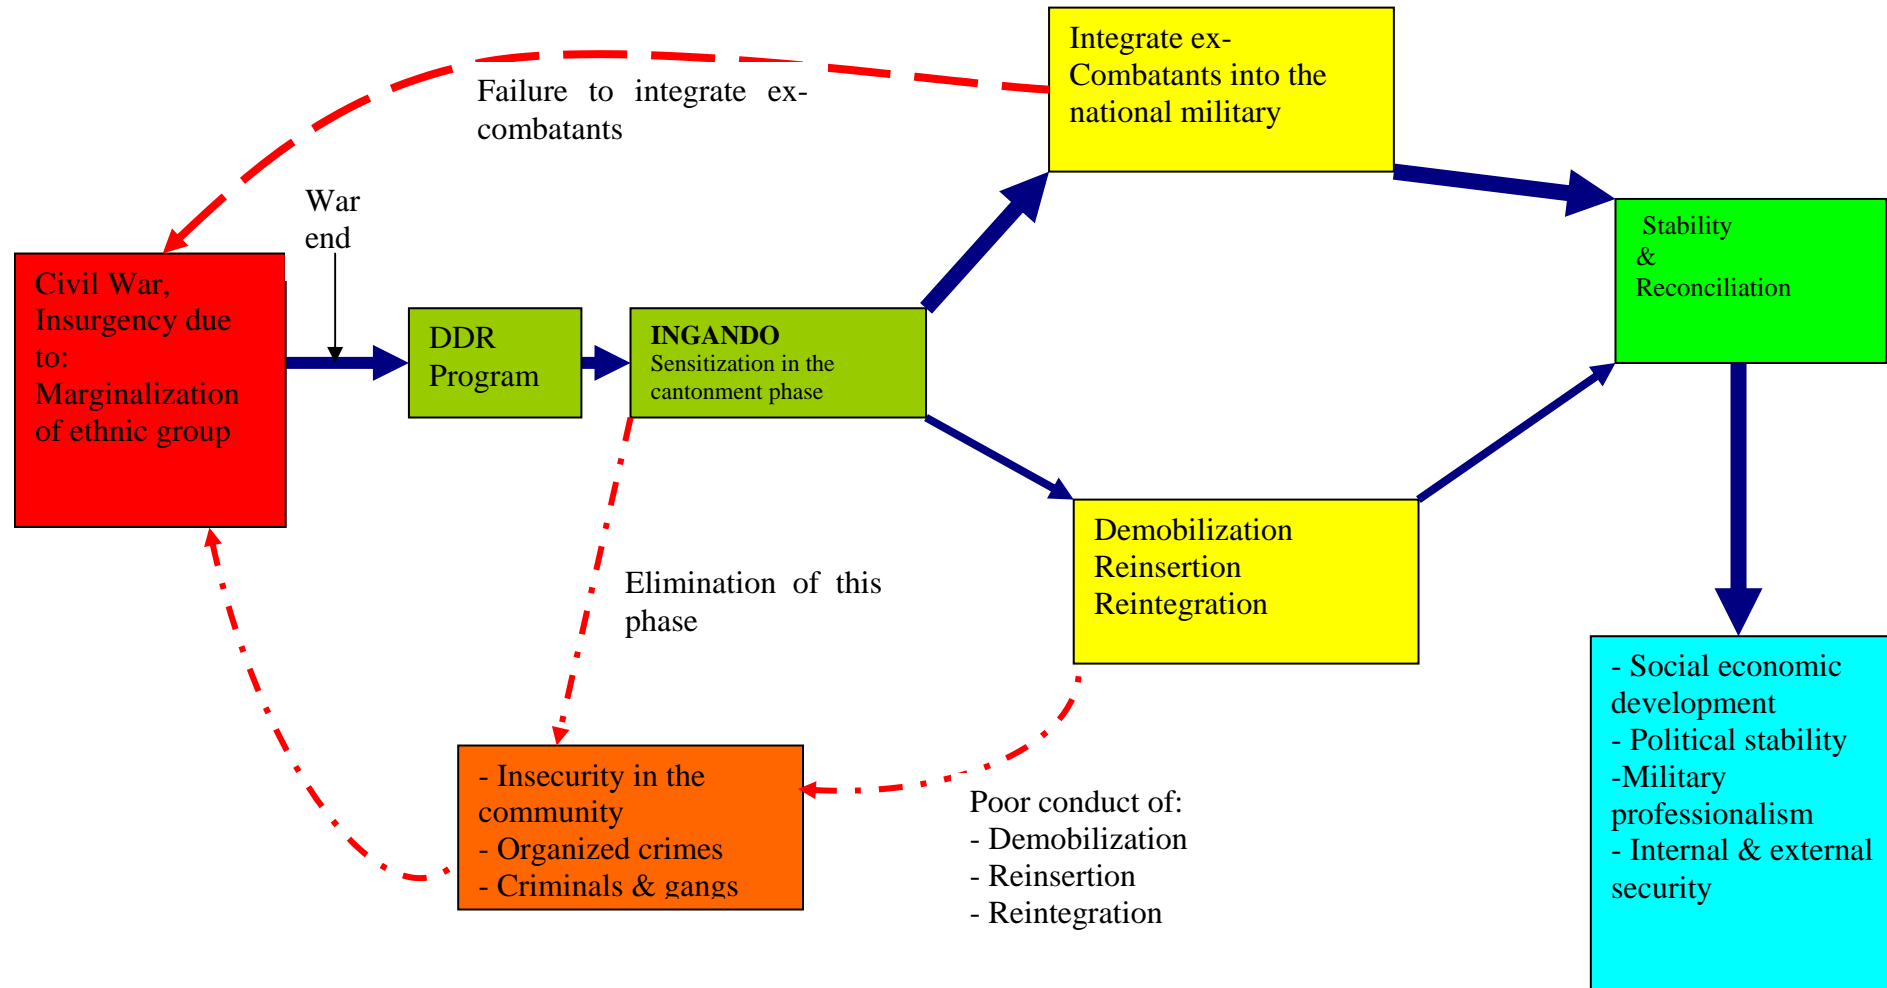 Integrate ex-
Combatants into the
national military
Failure to integrate ex-
combatants
War
end
Stability
&
Reconciliation
Civil War,
Insurgency due
to:
Marginalization
of ethnic group
DDR
Program
INGANDO
Sensitization in the
cantonment phase
Demobilization
Reinsertion
Reintegration
Elimination of this
phase
- Social economic
development
- Political stability
-Military
professionalism
- Internal & external
security
- Insecurity in the
community
- Organized crimes
- Criminals & gangs
Poor conduct of:
- Demobilization
- Reinsertion
- Reintegration